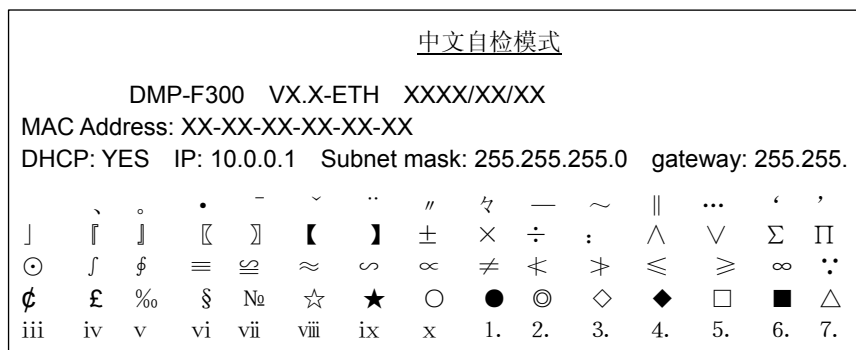 中文自检模式
DMP-F300 VX.X-ETH XXXX/XX/XX
MAC Address: XX-XX-XX-XX-XX-XX
DHCP: YES IP: 10.0.0.1 Subnet mask: 255.255.255.0 gateway: 255.255.
、 。 • ˉ ˇ ¨ 〃 々 — ～ ‖ … ‘ ’
」 『 』 〖 〗 【 】 ± × ÷ ∶ ∧ ∨ Σ Π
⊙ ∫ ∮ ≡ ≌ ≈ ∽ ∝ ≠ ≮ ≯ ≤ ≥ ∞ ∵
¢ £ ‰ § № ☆ ★ ○ ● ◎ ◇ ◆ □ ■ △
ⅲ ⅳ ⅴ ⅵ ⅶ ⅷ ⅸ ⅹ 1. 2. 3. 4. 5. 6. 7.